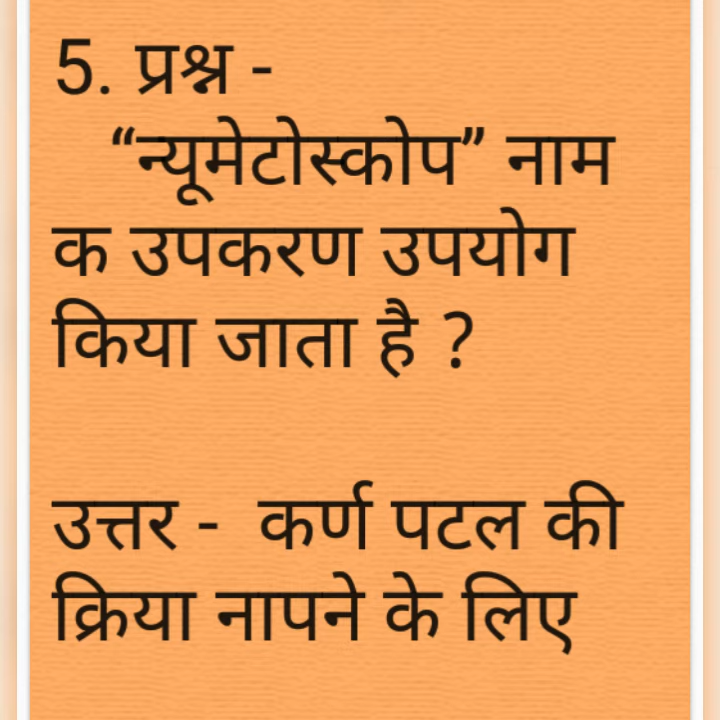 5. प्रश्न -
“न्यूमेटोस्कोप” नाम
क उपकरण उपयोग
किया जाता है ?
उत्तर - कर्ण पटल की
क्रिया नापने के लिए